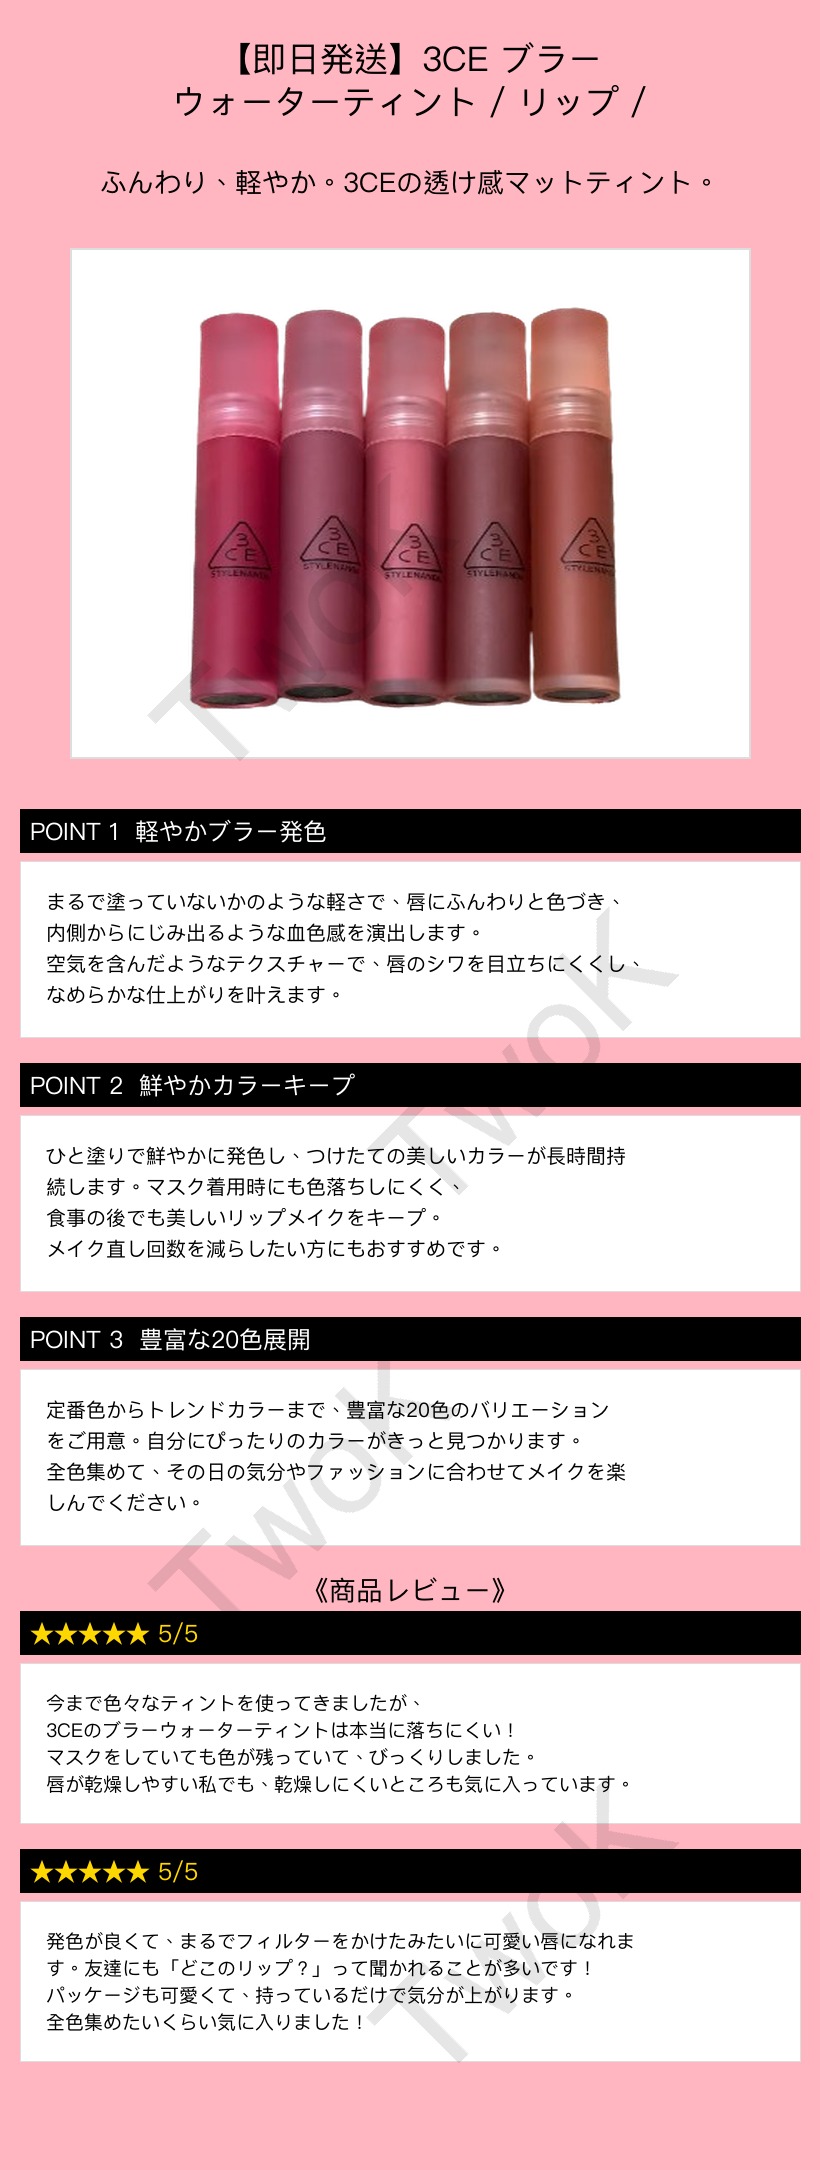 【即日発送】3CE ブラー
ウォーターティント / リップ /
ふんわり、軽やか。3CEの透け感マットティント。
3
CE
STYLENANDA
3
CE
STYLENANDA
3
CE
STYLENANDA
3
CE
STYLENANDA
3
CE
STYLENANDA
TwoK
POINT 1 軽やかブラー発色
まるで塗っていないかのような軽さで、唇にふんわりと色づき、
内側からにじみ出るような血色感を演出します。
空気を含んだようなテクスチャーで、唇のシワを目立ちにくくし、
なめらかな仕上がりを叶えます。
TwoK
POINT 2 鮮やかカラーキープ
ひと塗りで鮮やかに発色し、つけたての美しいカラーが長時間持
続します。マスク着用時にも色落ちしにくく、
食事の後でも美しいリップメイクをキープ。
メイク直し回数を減らしたい方にもおすすめです。
POINT 3 豊富な20色展開
定番色からトレンドカラーまで、豊富な20色のバリエーション
をご用意。自分にぴったりのカラーがきっと見つかります。
全色集めて、その日の気分やファッションに合わせてメイクを楽
しんでください。
TwoK
《商品レビュー》
★★★★★ 5/5
今まで色々なティントを使ってきましたが、
3CEのブラーウォーターティントは本当に落ちにくい！
マスクをしていても色が残っていて、びっくりしました。
唇が乾燥しやすい私でも、乾燥しにくいところも気に入っています。
★★★★★ 5/5
発色が良くて、まるでフィルターをかけたみたいに可愛い唇になれま
す。友達にも「どこのリップ？」って聞かれることが多いです！
パッケージも可愛くて、持っているだけで気分が上がります。
全色集めたいくらい気に入りました！
TwoK